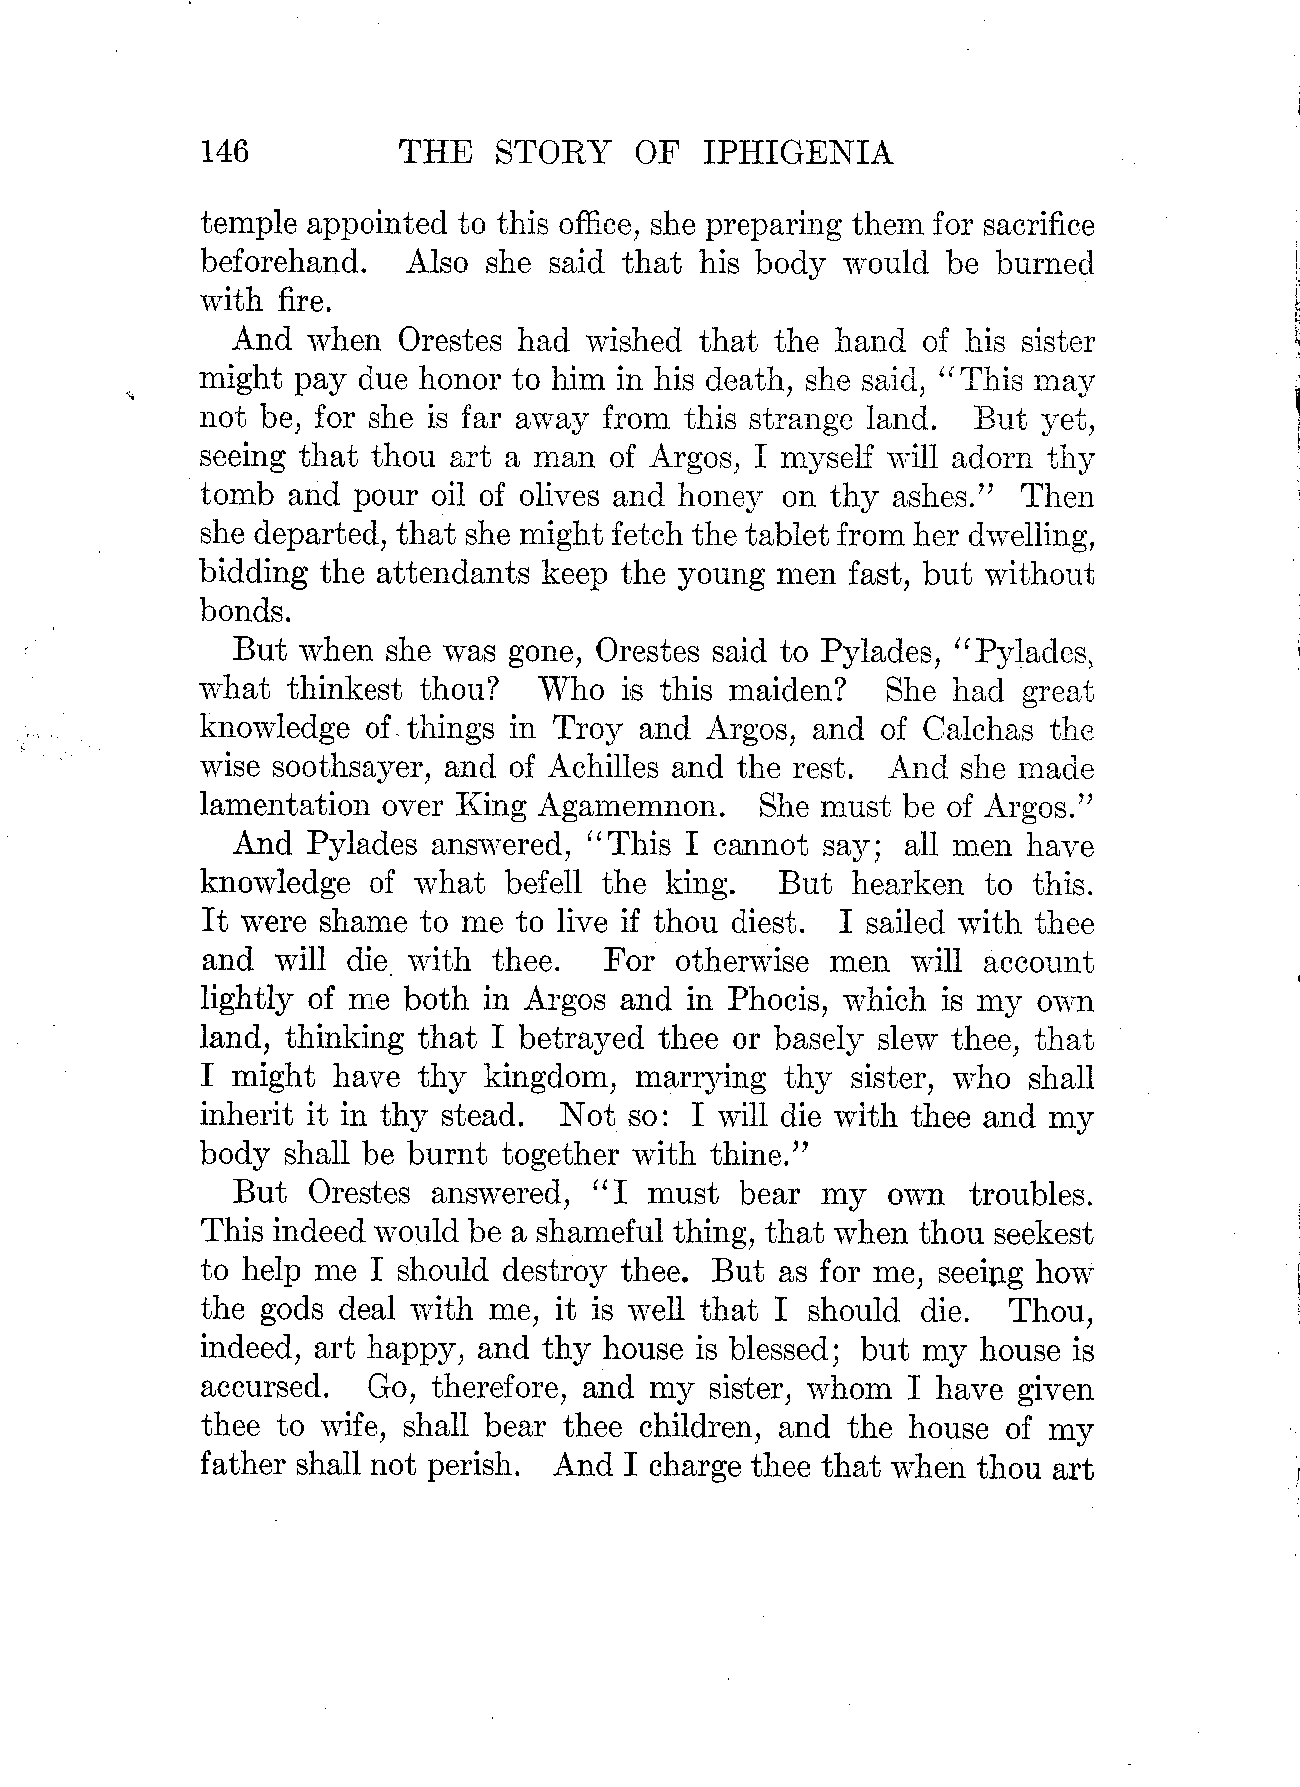 146 THE STORY OF IPHIGENIA
temple appointed to this office, she preparing them for sacrifice
beforehand. Also she said that his body would be burned
with fire.
And when Orestes had wished that the hand of his sister
might pay due honor to him in his death, she said, "This may
not be, for she is far away from this strange land. But yet,
seeing that thou art a man of Argos, I myself will adorn thy
tomb and pour oil of olives and honey on thy ashes." Then
she departed, that she might fetch the tablet from her dwelling,
bidding the attendants keep the young men fast, but without
bonds.
But when she was gone, Orestes said to Pylades, "Pylades,
what thinkest thou? Who is this maiden? She had great
knowledge of things in Troy and Argos, and of Calchas the
wise soothsayer, and of Achilles and the rest. And she made
lamentation over King Agamemnon. She must be of Argos."
And Pylades answered, "This I cannot say; all men have
knowledge of what befell the king. But hearken to this.
It were shame to me to live if thou diest. I sailed with thee
and will die with thee. For otherwise men will account
lightly of me both in Argos and in Phocis, which is my own
land, thinking that I betrayed thee or basely slew thee, that
I might have thy kingdom, marrying thy sister, who shall
inherit it in thy stead. Not so: I will die with thee and my
body shall be burnt together with thine."
But Orestes answered, "I must bear my own troubles.
This indeed would be a shameful thing, that when thou seekest
to help me I should destroy thee. But as for me, seeing how
the gods deal with me, it is well that I should die. Thou,
indeed, art happy, and thy house is blessed; but my house is
accursed. Go, therefore, and my sister, whom I have given
thee to wife, shall bear thee children, and the house of my
father shall not perish. And I charge thee that when thou art